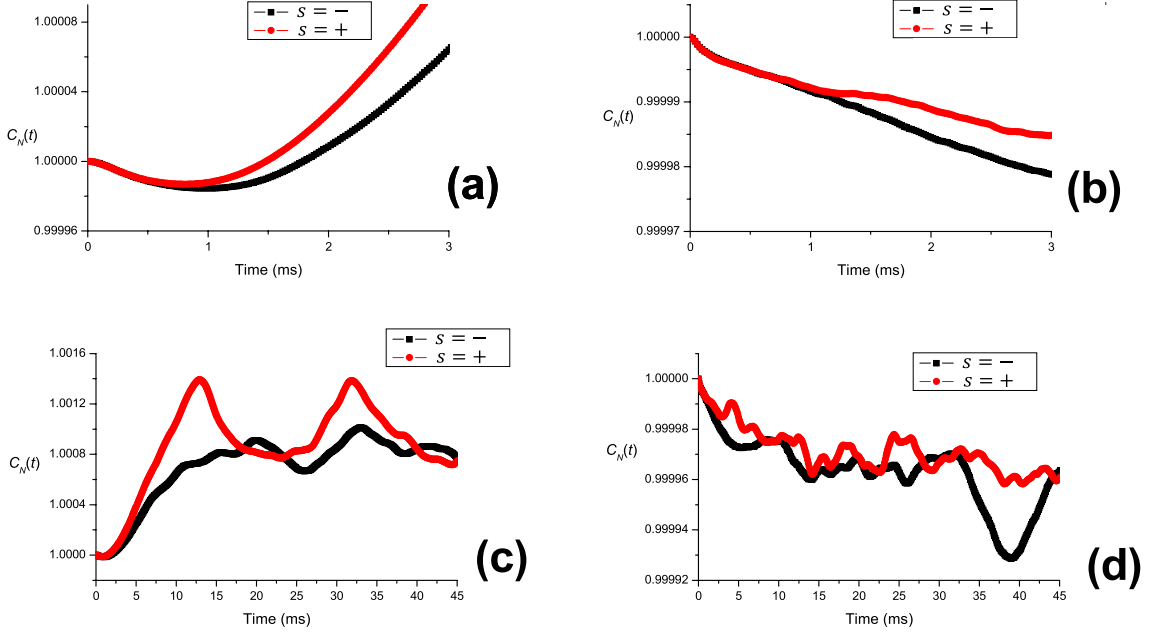 s = −
s = +
1.00008
1.00004
C_N(t)
1.00000
0.99996
0
1
2
3
Time (ms)
(a)
s = −
s = +
1.00000
0.99999
C_N(t)
0.99998
0.99997
0
1
2
3
Time (ms)
(b)
s = −
s = +
1.0016
1.0012
C_N(t)
1.0008
1.0004
1.0000
0 5 10 15 20 25 30 35 40 45
Time (ms)
(c)
s = −
s = +
1.00000
0.99998
C_N(t)
0.99996
0.99994
0.99992
0 5 10 15 20 25 30 35 40 45
Time (ms)
(d)